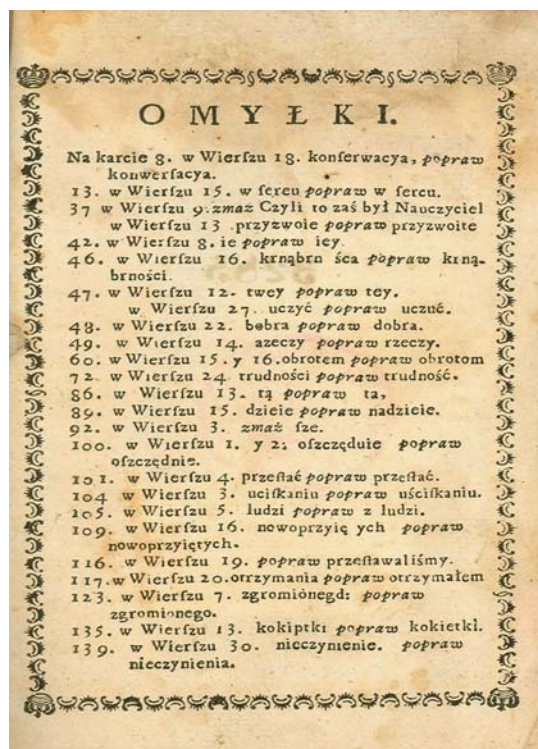 OMYŁKI.
Na karcie 8. w Wierſzu 18. konſerwacya, popraw
konwerſacya.
13. w Wierſzu 15. w ſercu popraw w ſercu.
37 w Wierſzu 9. zmaż Czyli to zaś był Nauczyciel
w Wierſzu 13 .przyzwoie popraw przyzwoite
42. w Wierſzu 8. ie popraw iey.
46. w Wierſzu 16. krnąbrn śca popraw krną-
brności.
47. w Wierſzu 12. twey popraw tey.
w Wierſzu 27. uczyć popraw uczuć.
48. w Wierſzu 22. bobra popraw dobra.
49. w Wierſzu 14. azeczy popraw rzeczy.
60. w Wierſzu 15. y 16.obrotem popraw obrotom
72 w Wierſzu 24 trudności popraw trudność.
86. w Wierſzu 13. tą popraw ta,
89. w Wierſzu 15. dzieie popraw nadzieie.
92. w Wierſzu 3. zmaż ſze.
100. w Wierſzu 1. y 2. oſzczęduie popraw
oſzczędnie.
101. w Wierſzu 4. przeſłać popraw przeſtać.
104 w Wierſzu 3. uciſkaniu popraw uściſkaniu.
105. w Wierſzu 5. ludzi popraw z ludzi.
109. w Wierſzu 16. nowoprzyię ych popraw
nowoprzyiętych.
116. w Wierſzu 19. popraw przeſtawaliśmy.
117.w Wierſzu 20.otrzymania popraw otrzymałem
123. w Wierſzu 7. zgromiónegd: popraw
zgromionego.
135. w Wierſzu 13. kokiptki popraw kokietki.
139. w Wierſzu 30. nieczynienie. popraw
nieczynienia.